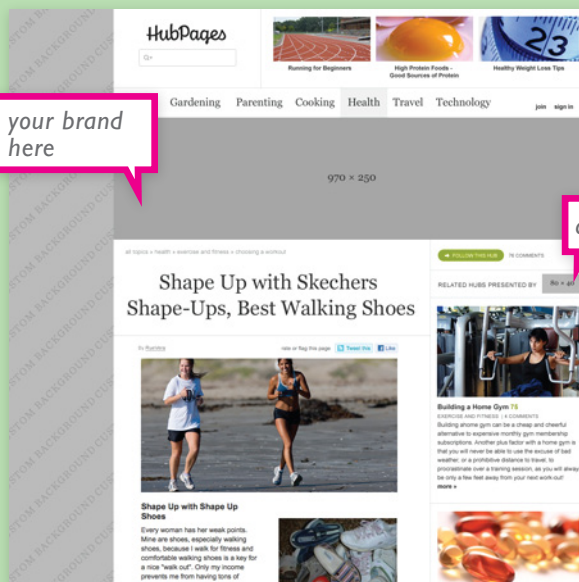 HubPages
Running for Beginners
High Protein Foods -
Good Sources of Protein
Healthy Weight Loss Tips
23
Gardening Parenting Cooking Health Travel Technology
join sign in
your brand
here
970 × 250
all topics » health » exercise and fitness » choosing a workout
FOLLOW THIS HUB
COMMENTS
RELATED HUBS PRESENTED BY
80 × 40
Shape Up with Skechers
Shape-Ups, Best Walking Shoes
By
rate or flag this page
Tweet this
Like
Building a Home Gym 75
EXERCISE AND FITNESS | 4 COMMENTS
Building ahome gym can be a cheap and cheerful
alternative to expensive monthly gym membership
subscriptions. Another plus factor with a home gym is
that you will never be able to use the excuse of bad
weather, or a prohibitive distance to travel, to
procrastinate over a training session, as you will alway
be only a few feet away from your next work-out!
more »
Shape Up with Shape Up
Shoes
Every woman has her weak points.
Mine are shoes, especially walking
shoes, because I walk for fitness and
comfortable walking shoes is a key for
a nice "walk out". Only my income
prevents me from having tons of